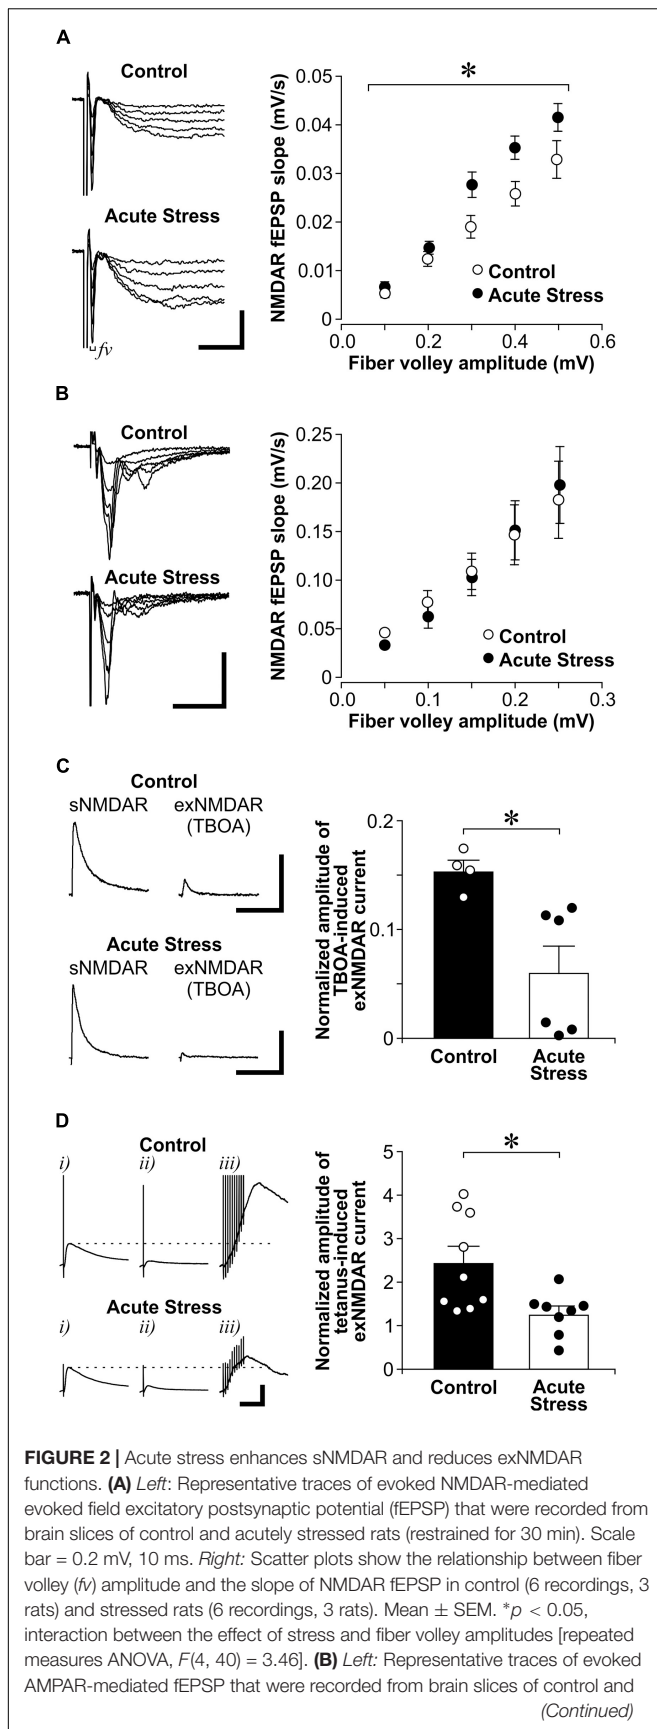 A
Control
Acute Stress
fv
NMDAR fEPSP slope (mV/s)
0.05
0.04
0.03
0.02
0.01
0
*
Control
Acute Stress
0.0 0.2 0.4 0.6
Fiber volley amplitude (mV)
B
Control
Acute Stress
NMDAR fEPSP slope (mV/s)
0.25
0.20
0.15
0.10
0.05
0
Control
Acute Stress
0.0 0.1 0.2 0.3
Fiber volley amplitude (mV)
C
Control
sNMDAR exNMDAR
(TBOA)
Acute Stress
sNMDAR exNMDAR
(TBOA)
Normalized amplitude of
TBOA-induced
exNMDAR current
0.2
0.1
0
*
Control Acute
Stress
D
Control
i) ii) iii)
Acute Stress
i) ii) iii)
Normalized amplitude of
tetanus-induced
exNMDAR current
5
4
3
2
1
0
*
Control Acute
Stress
FIGURE 2 | Acute stress enhances sNMDAR and reduces exNMDAR
functions. (A) Left: Representative traces of evoked NMDAR-mediated
evoked field excitatory postsynaptic potential (fEPSP) that were recorded from
brain slices of control and acutely stressed rats (restrained for 30 min). Scale
bar = 0.2 mV, 10 ms. Right: Scatter plots show the relationship between fiber
volley (fv) amplitude and the slope of NMDAR fEPSP in control (6 recordings, 3
rats) and stressed rats (6 recordings, 3 rats). Mean ± SEM. *p < 0.05,
interaction between the effect of stress and fiber volley amplitudes [repeated
measures ANOVA, F(4, 40) = 3.46]. (B) Left: Representative traces of evoked
AMPAR-mediated fEPSP that were recorded from brain slices of control and
(Continued)